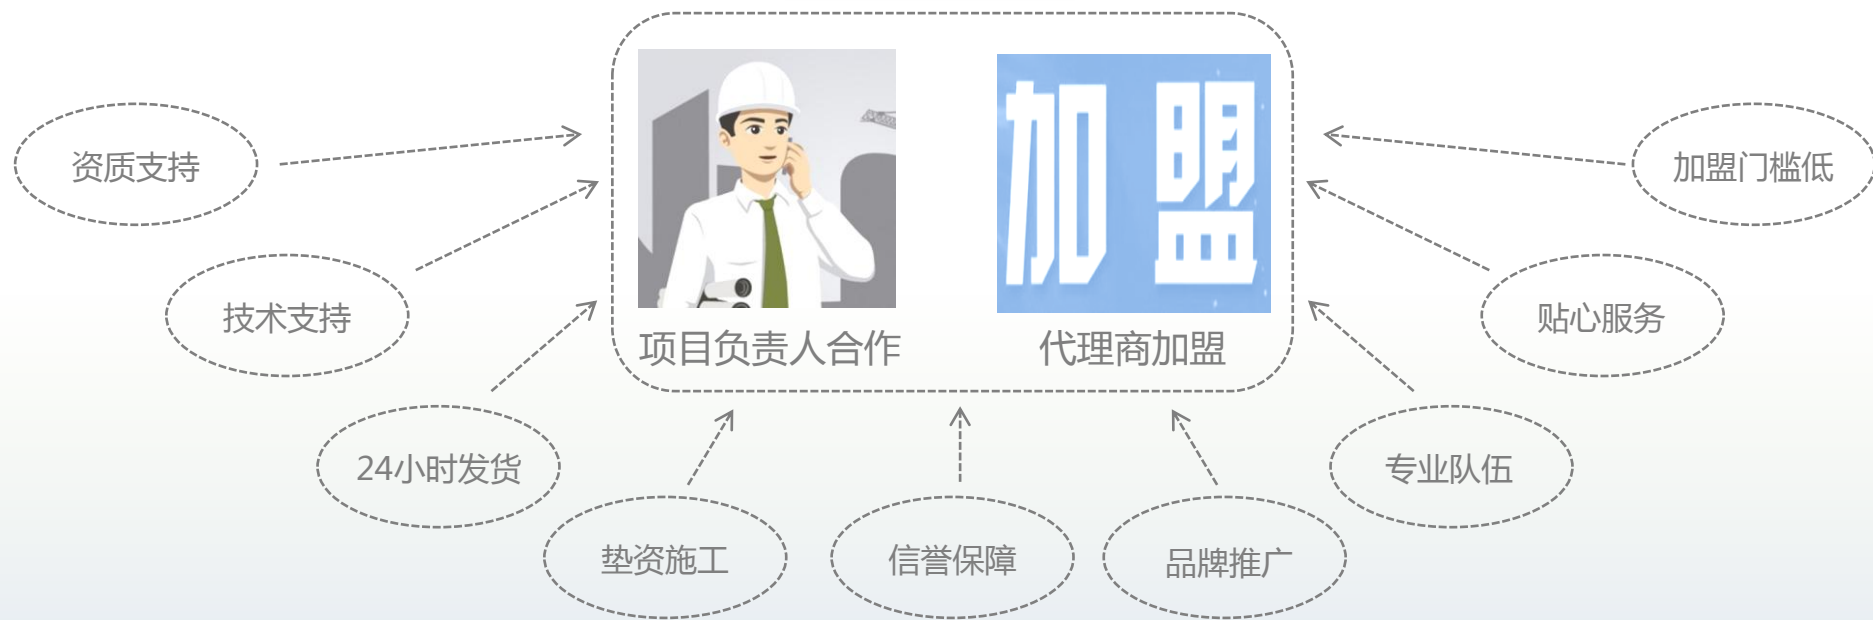 加盟
项目负责人合作
代理商加盟
资质支持
加盟门槛低
技术支持
贴心服务
24小时发货
专业队伍
垫资施工
信誉保障
品牌推广